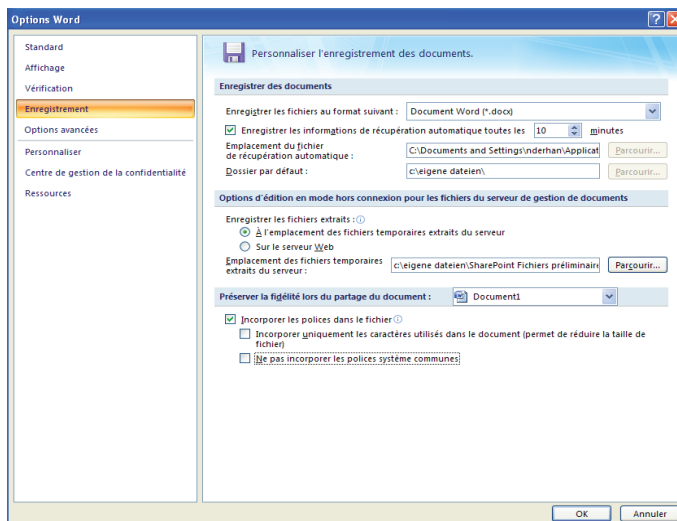 Options Word
Standard
Affichage
Vérification
Enregistrement
Options avancées
Personnaliser
Centre de gestion de la confidentialité
Ressources
Personnaliser l'enregistrement des documents.
Enregistrer des documents
Enregistrer les fichiers au format suivant : Document Word (*.docx)
Enregistrer les informations de récupération automatique toutes les 10 minutes
Emplacement du fichier
de récupération automatique : C:\Documents and Settings\nderhan\Applicat Parcourir...
Dossier par défaut : c:\eigene dateien\ Parcourir...
Options d'édition en mode hors connexion pour les fichiers du serveur de gestion de documents
Enregistrer les fichiers extraits :
À l'emplacement des fichiers temporaires extraits du serveur
Sur le serveur Web
Emplacement des fichiers temporaires
extraits du serveur : c:\eigene dateien\SharePoint Fichiers préliminaire Parcourir...
Préserver la fidélité lors du partage du document : Document1
Incorporer les polices dans le fichier
Incorporer uniquement les caractères utilisés dans le document (permet de réduire la taille de
fichier)
Ne pas incorporer les polices système communes
OK Annuler